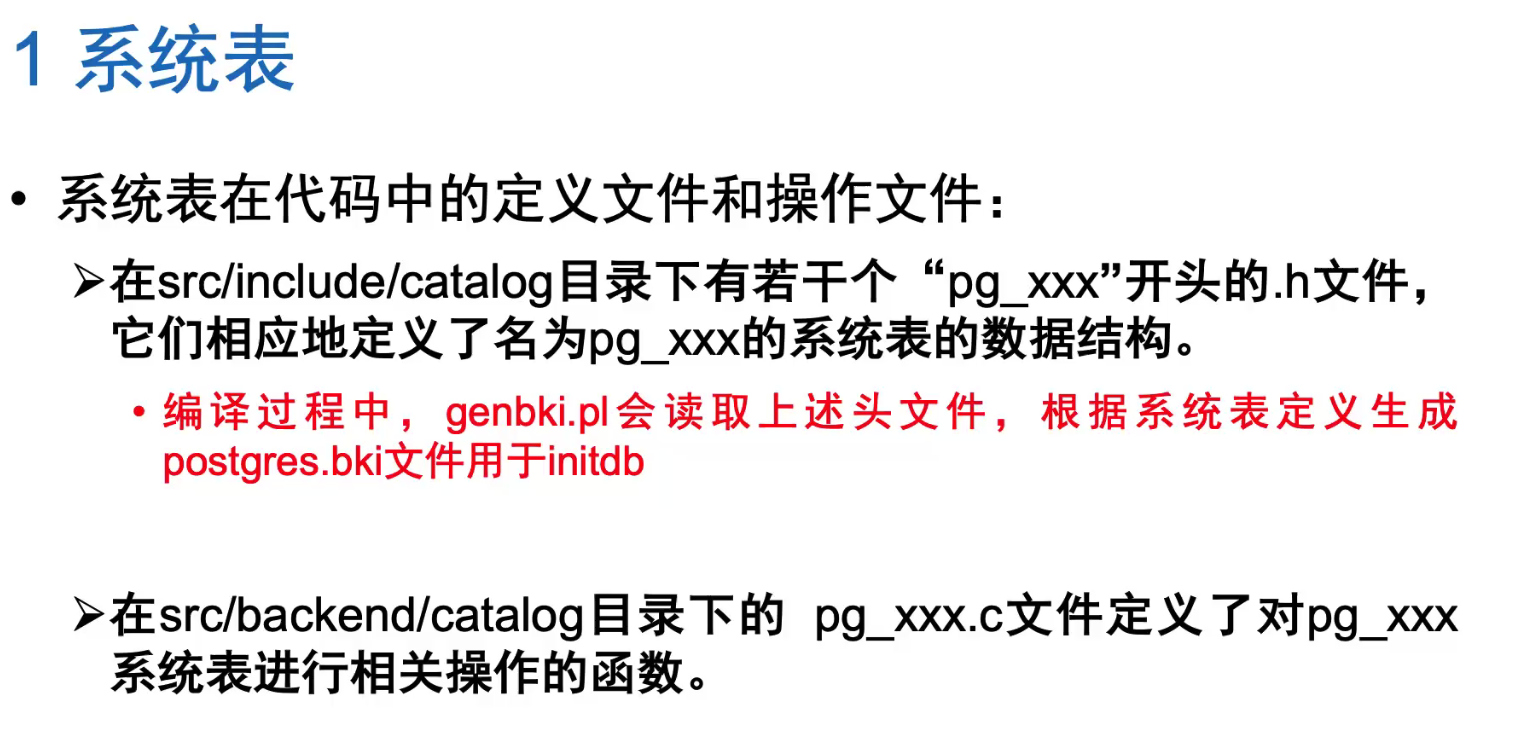 1 系统表
• 系统表在代码中的定义文件和操作文件：
➢在src/include/catalog目录下有若干个“pg_xxx”开头的.h文件，
它们相应地定义了名为pg_xxx的系统表的数据结构。
• 编译过程中，genbki.pl会读取上述头文件，根据系统表定义生成
postgres.bki文件用于initdb
➢在src/backend/catalog目录下的 pg_xxx.c文件定义了对pg_xxx
系统表进行相关操作的函数。